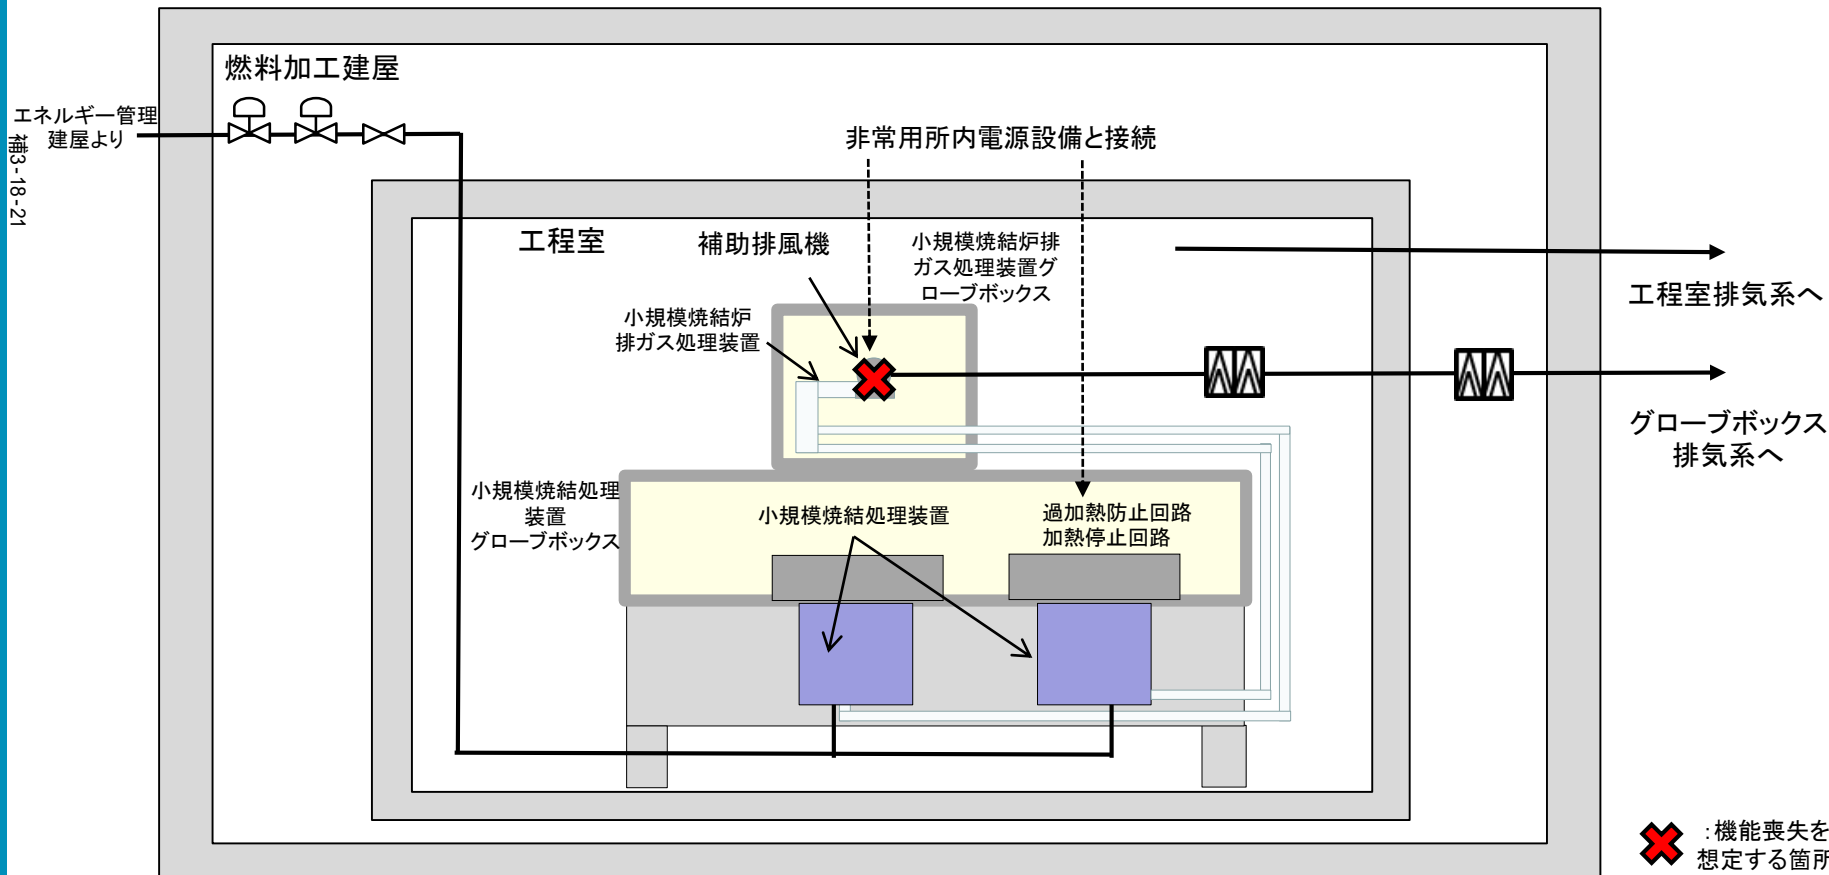 燃料加工建屋
エネルギー管理
建屋より
補3-18-21
非常用所内電源設備と接続
工程室
補助排風機
小規模焼結炉排
ガス処理装置グ
ローブボックス
小規模焼結炉
排ガス処理装置
工程室排気系へ
グローブボックス
排気系へ
小規模焼結処理
装置
グローブボックス
小規模焼結処理装置
過加熱防止回路
加熱停止回路
:機能喪失を
想定する箇所